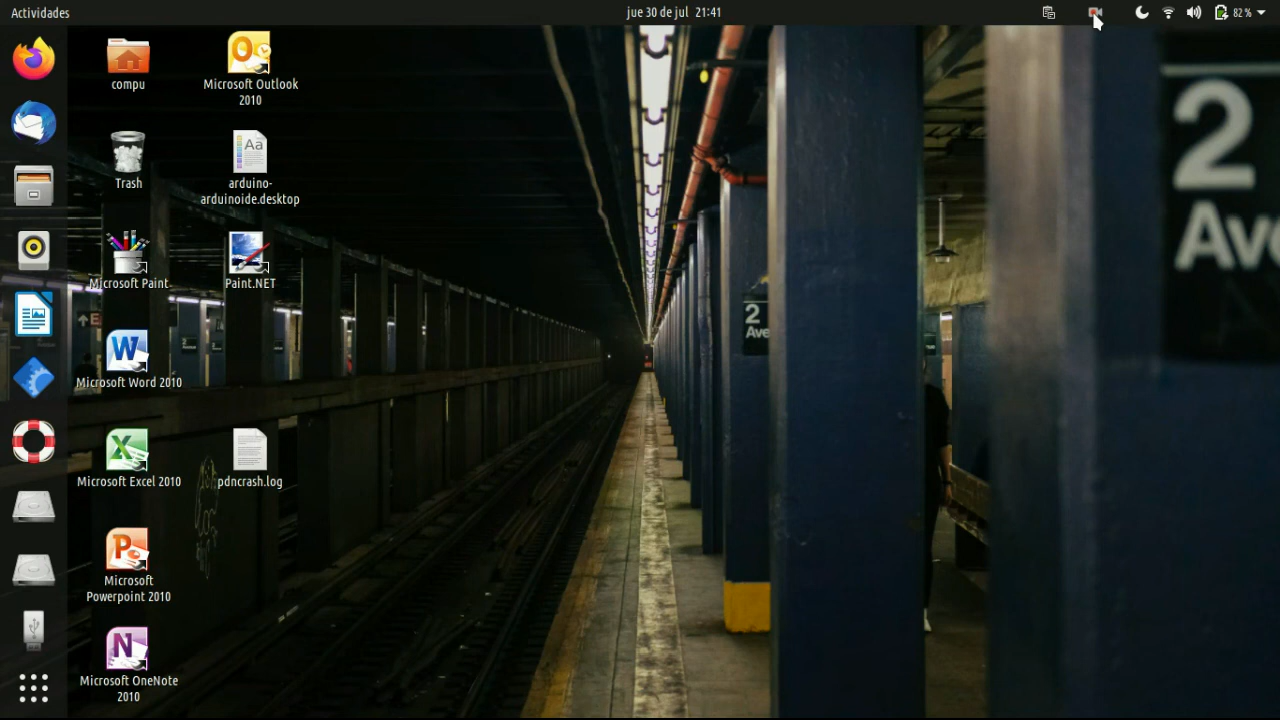 Actividades
jue 30 de jul 21:41
82 %
compu
Microsoft Outlook
2010
Trash
arduino-
arduinoide.desktop
Microsoft Paint
Paint.NET
Microsoft Word 2010
Microsoft Excel 2010
pdncrash.log
Microsoft
Powerpoint 2010
Microsoft OneNote
2010
Aa
2
Ave
2
Ave